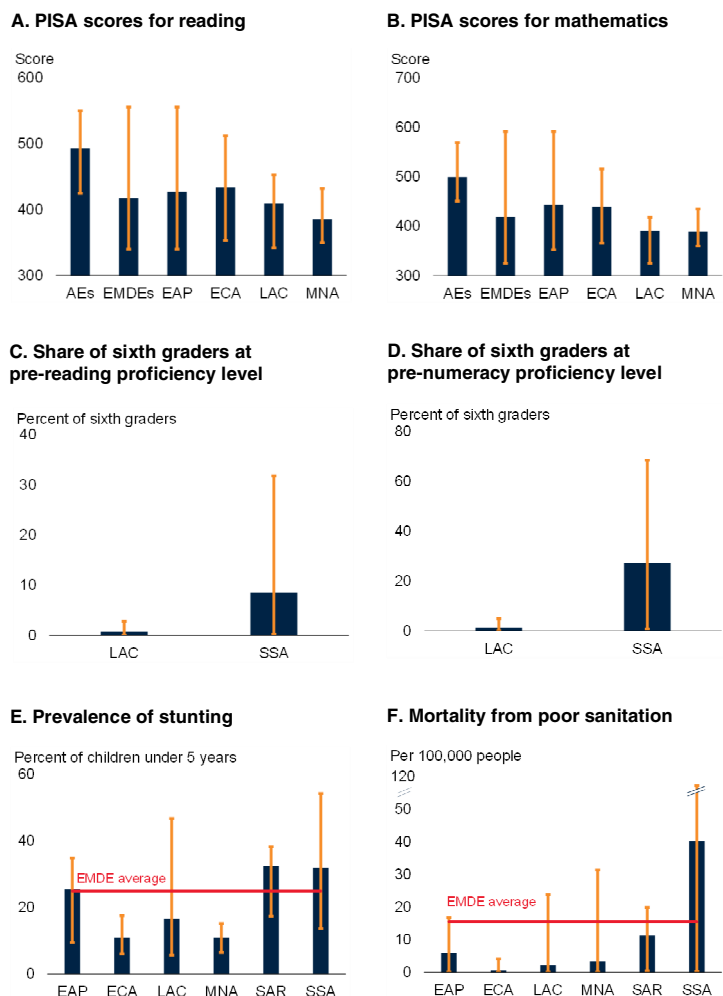 A. PISA scores for reading
Score
600
500
400
300
AEs EMDEs EAP ECA LAC MNA
B. PISA scores for mathematics
Score
700
600
500
400
300
AEs EMDEs EAP ECA LAC MNA
C. Share of sixth graders at
pre-reading proficiency level
Percent of sixth graders
40
30
20
10
0
LAC SSA
D. Share of sixth graders at
pre-numeracy proficiency level
Percent of sixth graders
80
60
40
20
0
LAC SSA
E. Prevalence of stunting
Percent of children under 5 years
60
40
20
0
EMDE average
EAP ECA LAC MNA SAR SSA
F. Mortality from poor sanitation
Per 100,000 people
120
50
40
30
20
10
0
EMDE average
EAP ECA LAC MNA SAR SSA